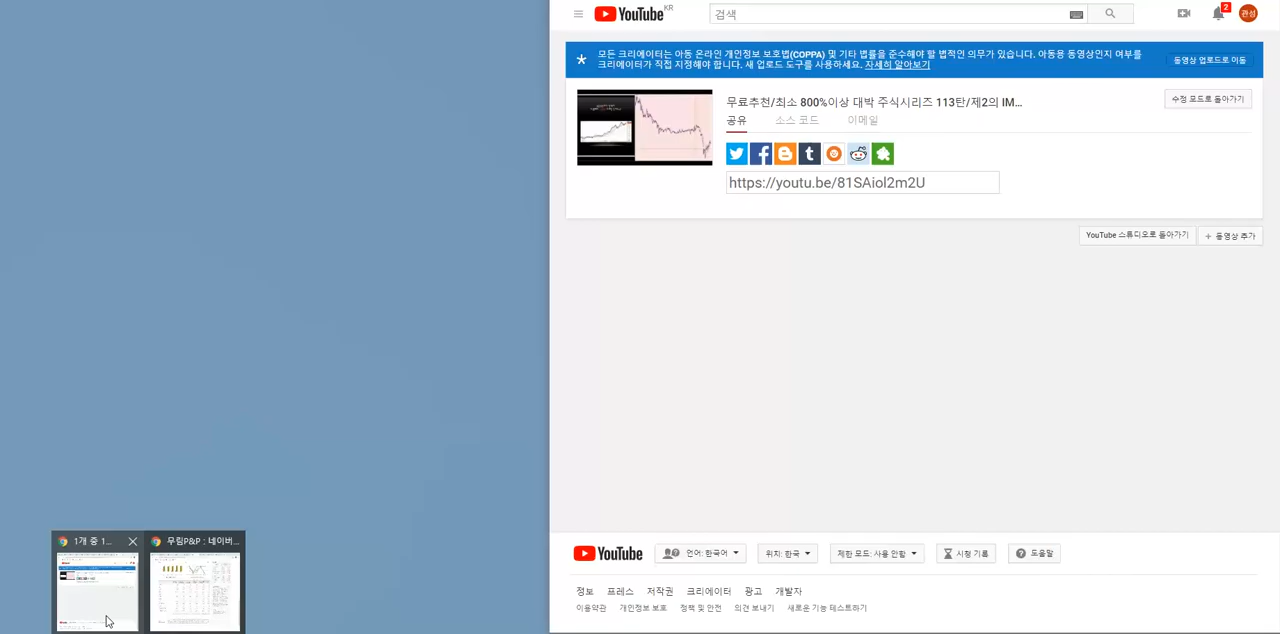 YouTube KR
검색
2
관성
모든 크리에이터는 아동 온라인 개인정보 보호법(COPPA) 및 기타 법률을 준수해야 할 법적인 의무가 있습니다. 아동용 동영상인지 여부를
크리에이터가 직접 지정해야 합니다. 새 업로드 도구를 사용하세요. 자세히 알아보기
동영상 업로드로 이동
무료추천/최소 800%이상 대박 주식시리즈 113탄/제2의 IM...
수정 모드로 돌아가기
공유 소스 코드 이메일
https://youtu.be/81SAiol2m2U
YouTube 스튜디오로 돌아가기
+ 동영상 추가
1개 중 1...
무림P&P : 네이버...
YouTube
언어: 한국어
위치: 한국
제한 모드: 사용 안함
시청 기록
도움말
정보 프레스 저작권 크리에이터 광고 개발자
이용약관 개인정보 보호 정책 및 안전 의견 보내기 새로운 기능 테스트하기